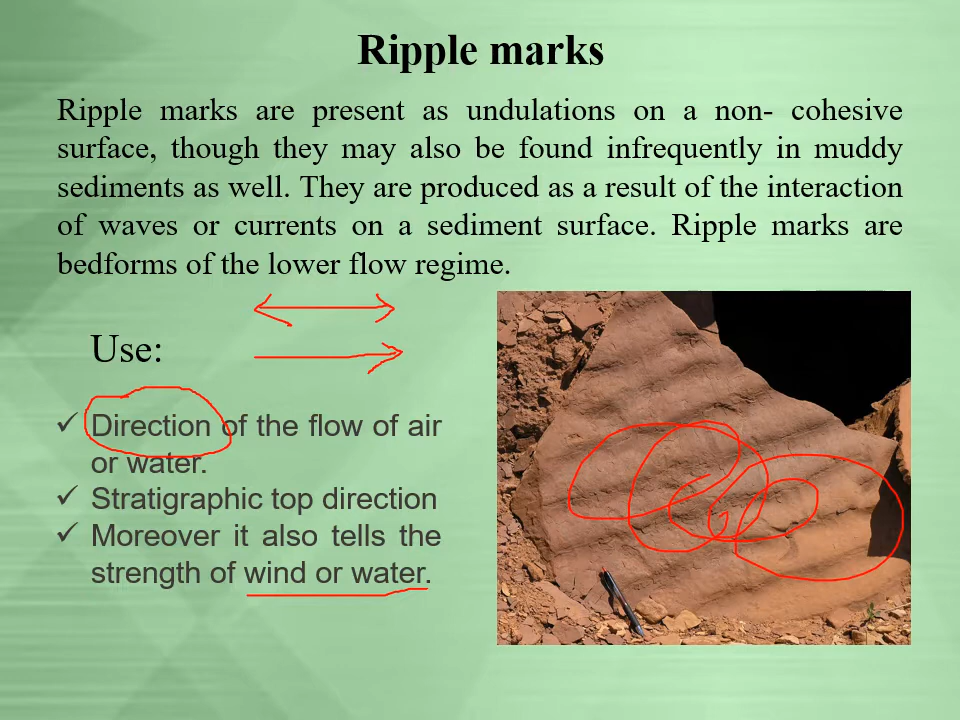 Ripple marks
Ripple marks are present as undulations on a non- cohesive
surface, though they may also be found infrequently in muddy
sediments as well. They are produced as a result of the interaction
of waves or currents on a sediment surface. Ripple marks are
bedforms of the lower flow regime.
Use:
✓ Direction of the flow of air
or water.
✓ Stratigraphic top direction
✓ Moreover it also tells the
strength of wind or water.